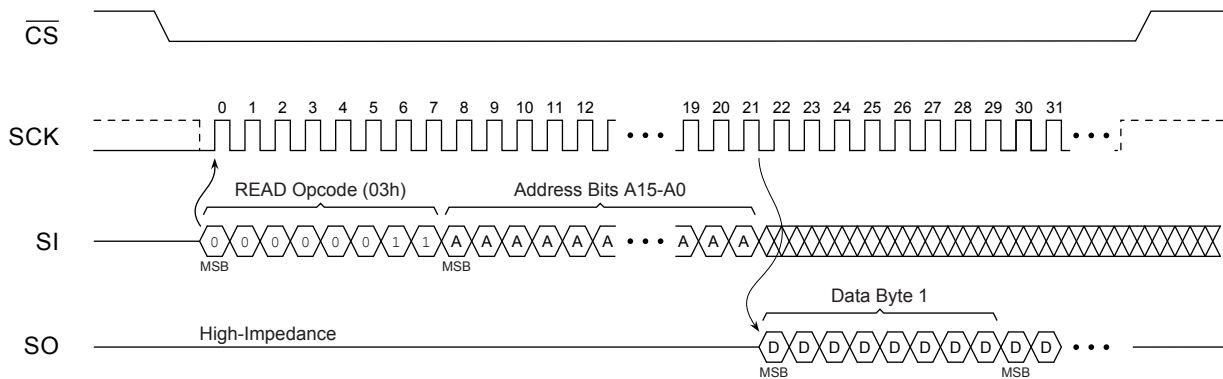 CS
0 1 2 3 4 5 6 7 8 9 10 11 12 19 20 21 22 23 24 25 26 27 28 29 30 31
SCK
READ Opcode (03h) Address Bits A15-A0
SI 0 0 0 0 0 0 1 1 A A A A A A A A A
MSB MSB
Data Byte 1
High-Impedance
SO D D D D D D D D D D
MSB MSB